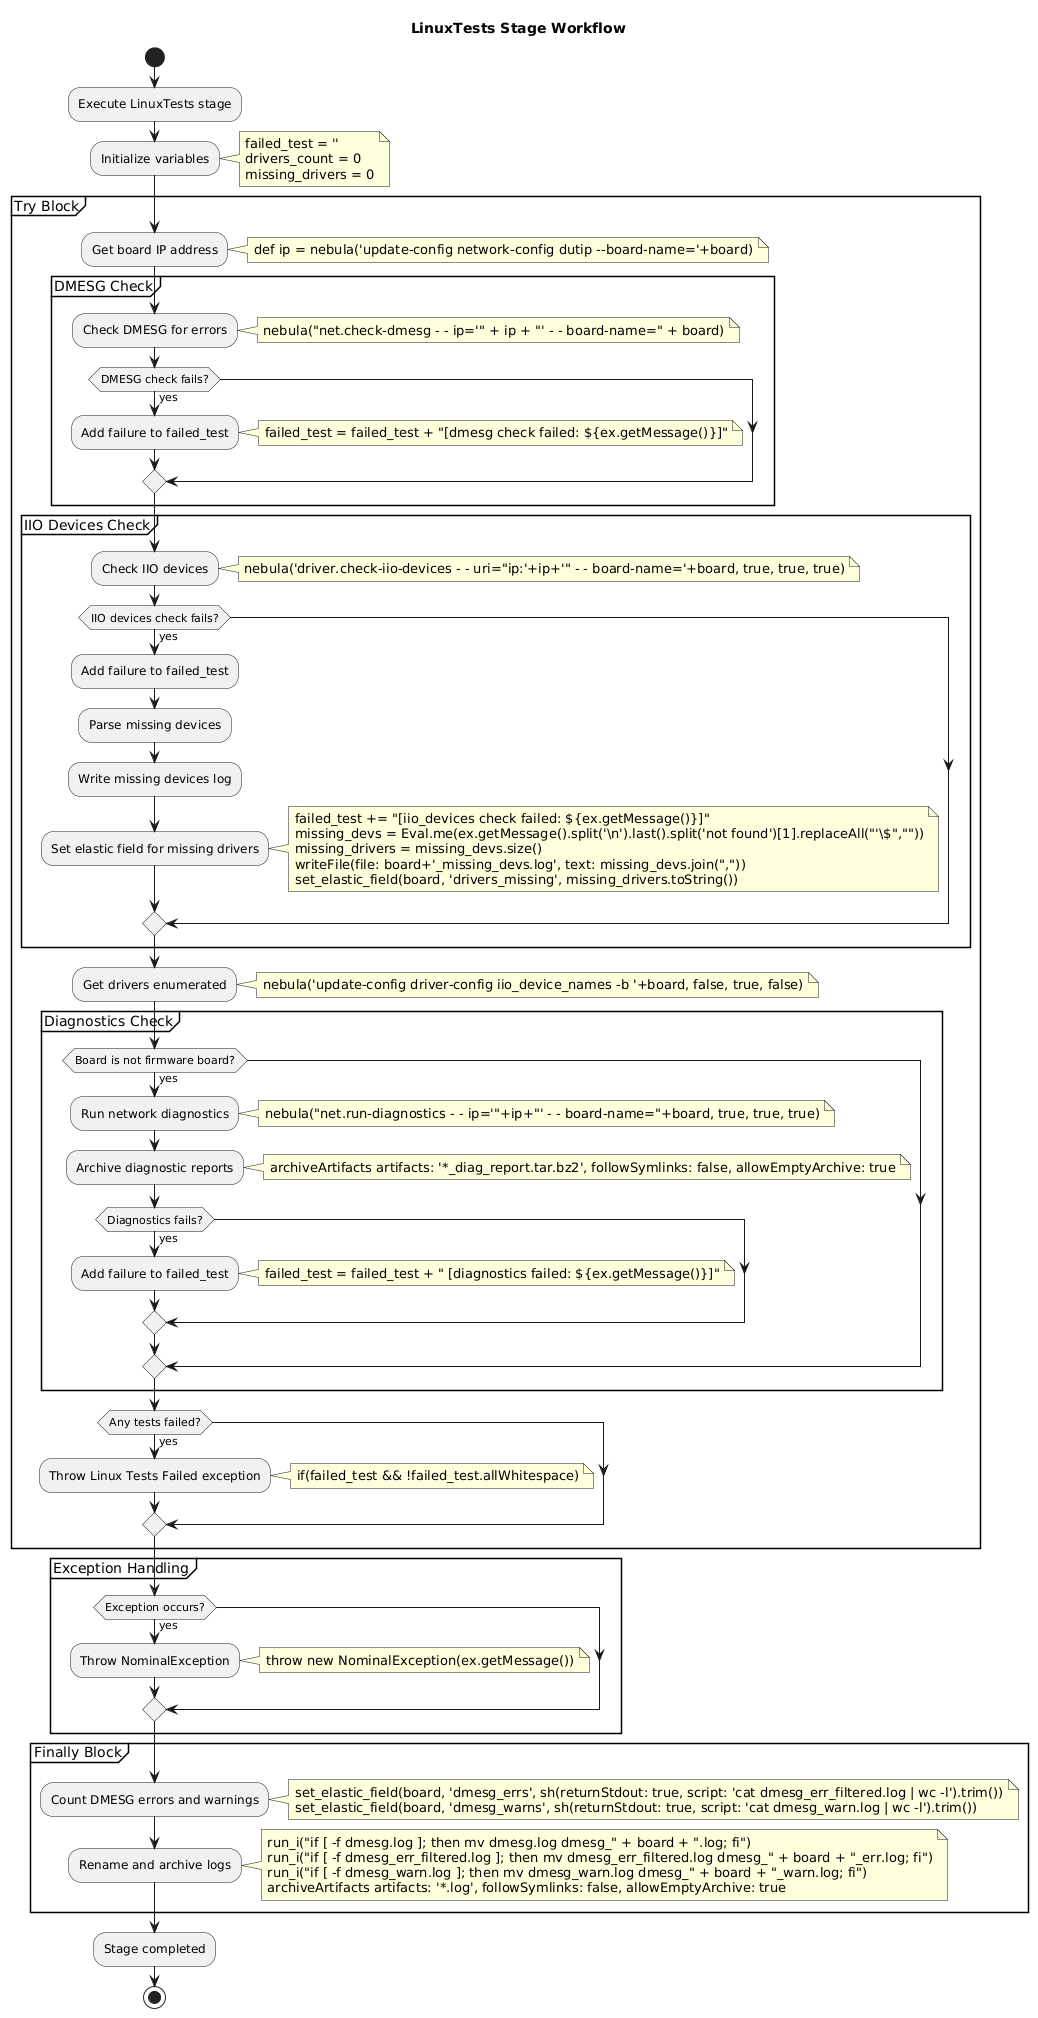 LinuxTests Stage Workflow
Execute LinuxTests stage
Initialize variables
failed_test = ''
drivers_count = 0
missing_drivers = 0
Try Block
Get board IP address
def ip = nebula('update-config network-config dutip --board-name='+board)
DMESG Check
Check DMESG for errors
nebula("net.check-dmesg - - ip='" + ip + "' - - board-name=" + board)
DMESG check fails?
yes
Add failure to failed_test
failed_test = failed_test + "[dmesg check failed: ${ex.getMessage()}]"
IIO Devices Check
Check IIO devices
nebula('driver.check-iio-devices - - uri="ip:'+ip+'" - - board-name='+board, true, true, true)
IIO devices check fails?
yes
Add failure to failed_test
Parse missing devices
Write missing devices log
Set elastic field for missing drivers
failed_test += "[iio_devices check failed: ${ex.getMessage()}]"
missing_devs = Eval.me(ex.getMessage().split('\n').last().split('not found')[1].replaceAll("'\$",""))
missing_drivers = missing_devs.size()
writeFile(file: board+'_missing_devs.log', text: missing_devs.join(","))
set_elastic_field(board, 'drivers_missing', missing_drivers.toString())
Get drivers enumerated
nebula('update-config driver-config iio_device_names -b '+board, false, true, false)
Diagnostics Check
Board is not firmware board?
yes
Run network diagnostics
nebula("net.run-diagnostics - - ip='"+ip+"' - - board-name="+board, true, true, true)
Archive diagnostic reports
archiveArtifacts artifacts: '*_diag_report.tar.bz2', followSymlinks: false, allowEmptyArchive: true
Diagnostics fails?
yes
Add failure to failed_test
failed_test = failed_test + " [diagnostics failed: ${ex.getMessage()}]"
Any tests failed?
yes
Throw Linux Tests Failed exception
if(failed_test && !failed_test.allWhitespace)
Exception Handling
Exception occurs?
yes
Throw NominalException
throw new NominalException(ex.getMessage())
Finally Block
Count DMESG errors and warnings
set_elastic_field(board, 'dmesg_errs', sh(returnStdout: true, script: 'cat dmesg_err_filtered.log | wc -l').trim())
set_elastic_field(board, 'dmesg_warns', sh(returnStdout: true, script: 'cat dmesg_warn.log | wc -l').trim())
Rename and archive logs
run_i("if [ -f dmesg.log ]; then mv dmesg.log dmesg_" + board + ".log; fi")
run_i("if [ -f dmesg_err_filtered.log ]; then mv dmesg_err_filtered.log dmesg_" + board + "_err.log; fi")
run_i("if [ -f dmesg_warn.log ]; then mv dmesg_warn.log dmesg_" + board + "_warn.log; fi")
archiveArtifacts artifacts: '*.log', followSymlinks: false, allowEmptyArchive: true
Stage completed